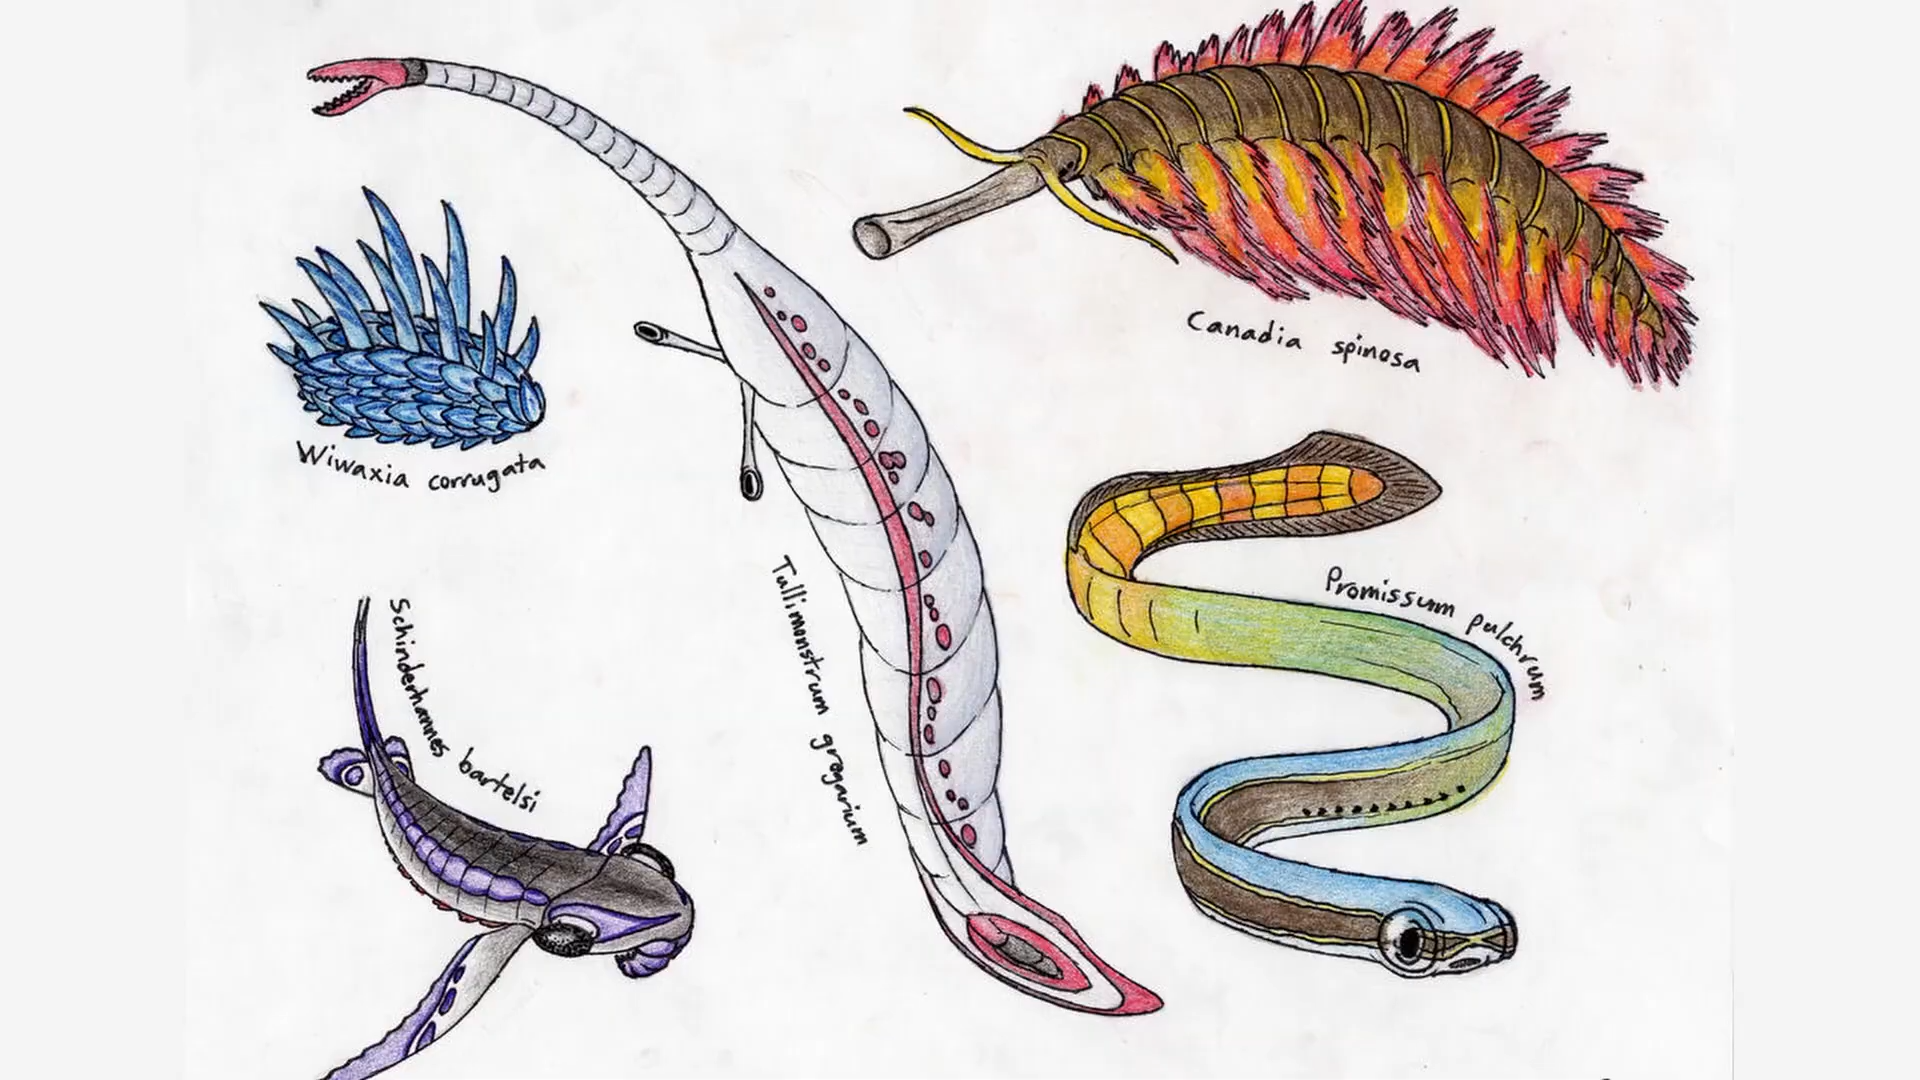 Canadia spinosa
Wiwaxia corrugata
Tullimonstrum gregarium
Promissum pulchrum
Schinderhannes bartelsi